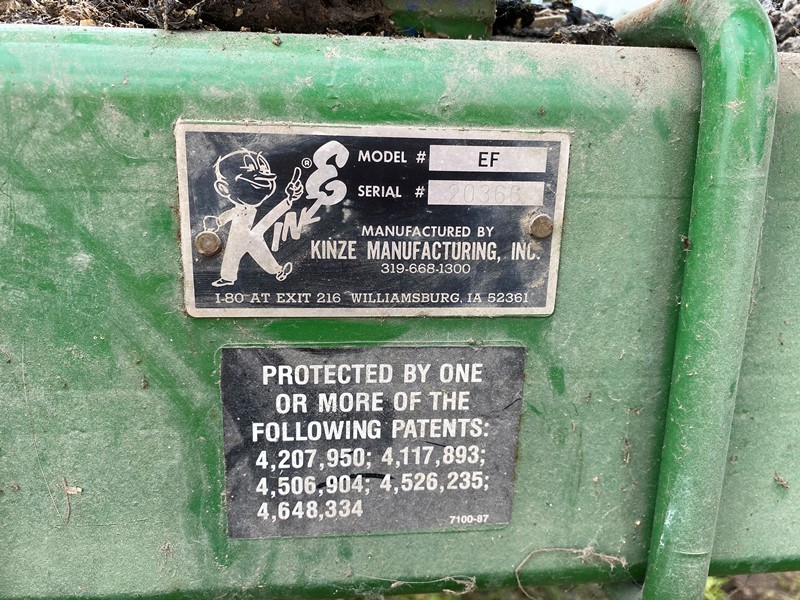 KINZE ®
MODEL # EF
SERIAL #
MANUFACTURED BY
KINZE MANUFACTURING, INC.
319-668-1300
I-80 AT EXIT 216 WILLIAMSBURG, IA 52361
PROTECTED BY ONE
OR MORE OF THE
FOLLOWING PATENTS:
4,207,950; 4,117,893;
4,506,904; 4,526,235;
4,648,334
7100-87